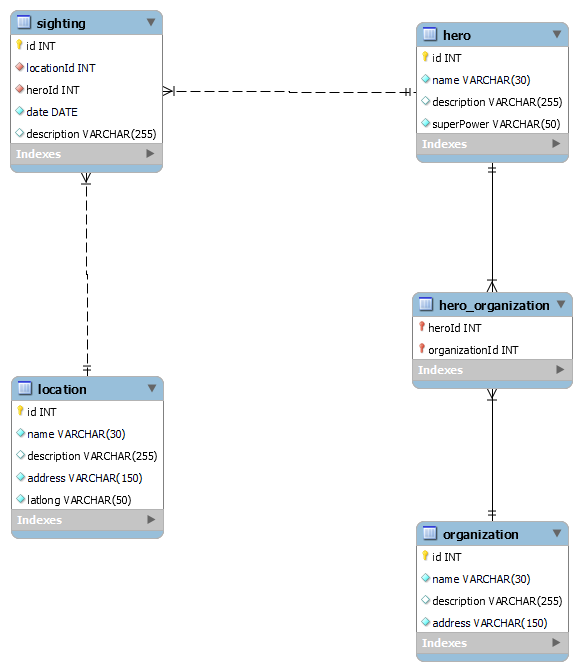 sighting
id INT
locationId INT
heroId INT
date DATE
description VARCHAR(255)
Indexes
hero
id INT
name VARCHAR(30)
description VARCHAR(255)
superPower VARCHAR(50)
Indexes
hero_organization
heroId INT
organizationId INT
Indexes
location
id INT
name VARCHAR(30)
description VARCHAR(255)
address VARCHAR(150)
latlong VARCHAR(50)
Indexes
organization
id INT
name VARCHAR(30)
description VARCHAR(255)
address VARCHAR(150)
Indexes